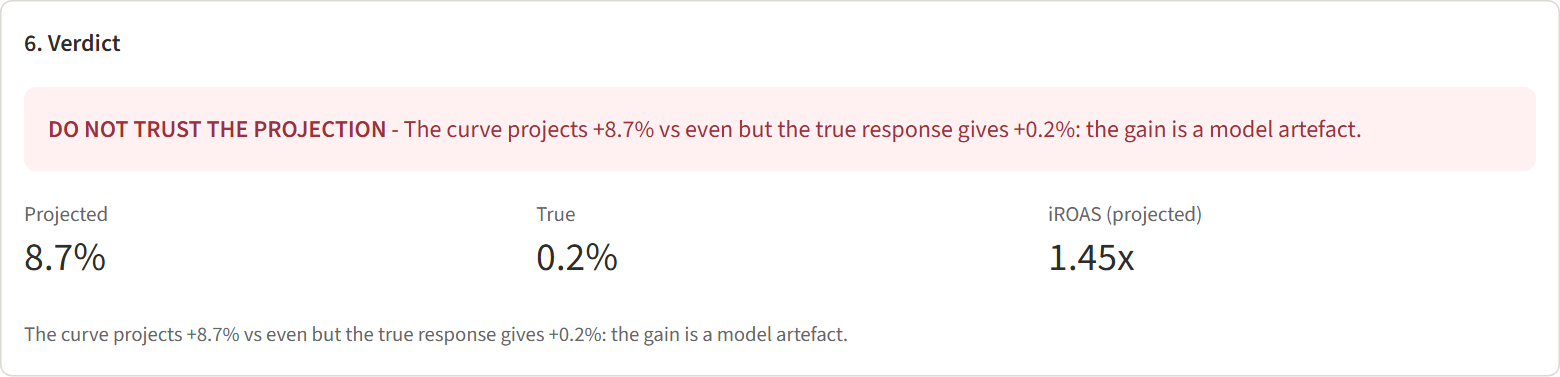 6. Verdict
DO NOT TRUST THE PROJECTION - The curve projects +8.7% vs even but the true response gives +0.2%: the gain is a model artefact.
Projected
8.7%
True
0.2%
iROAS (projected)
1.45x
The curve projects +8.7% vs even but the true response gives +0.2%: the gain is a model artefact.